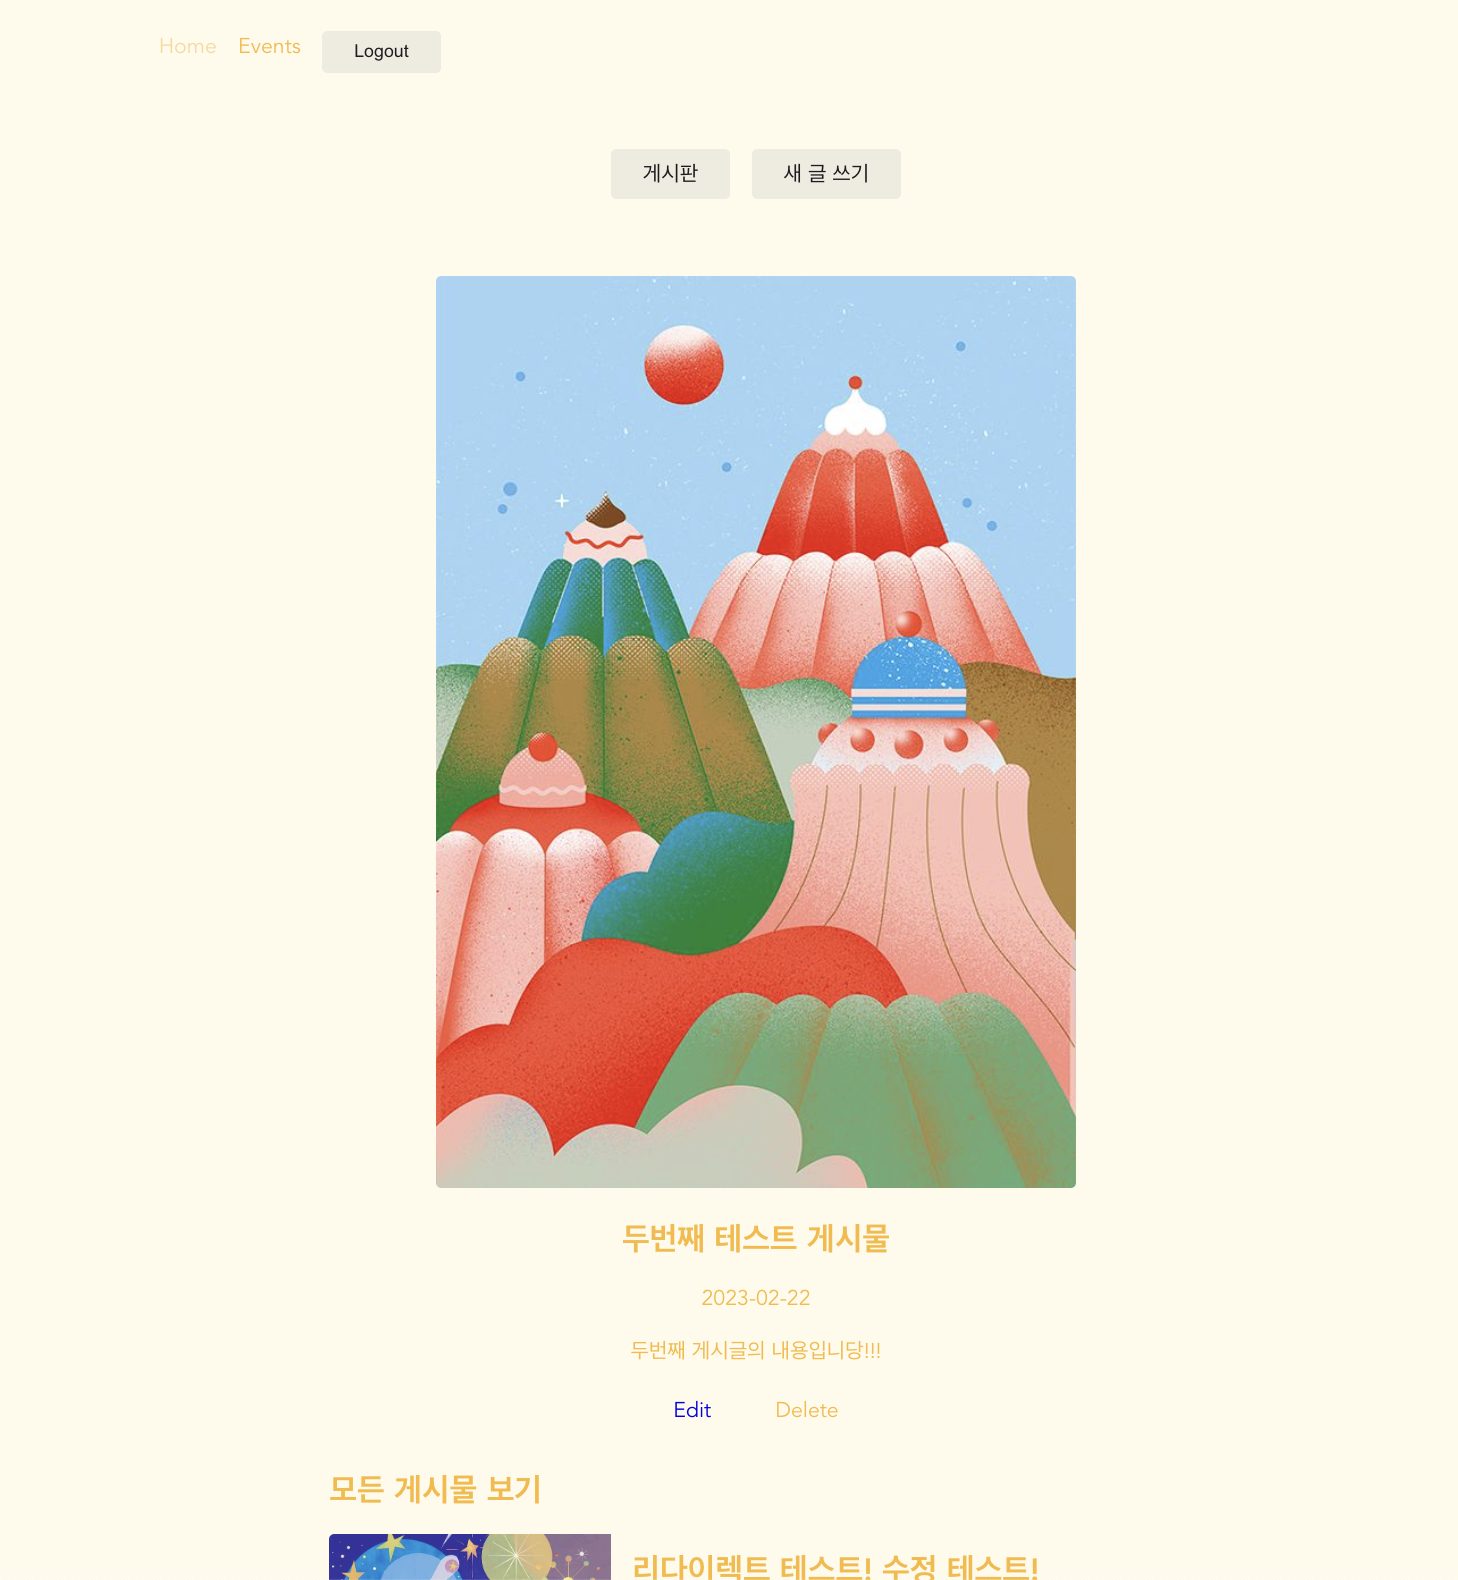 Home Events Logout
게시판 새 글 쓰기
두번째 테스트 게시물
2023-02-22
두번째 게시글의 내용입니당!!!
Edit Delete
모든 게시물 보기
리다이렉트 테스트! 수정 테스트!